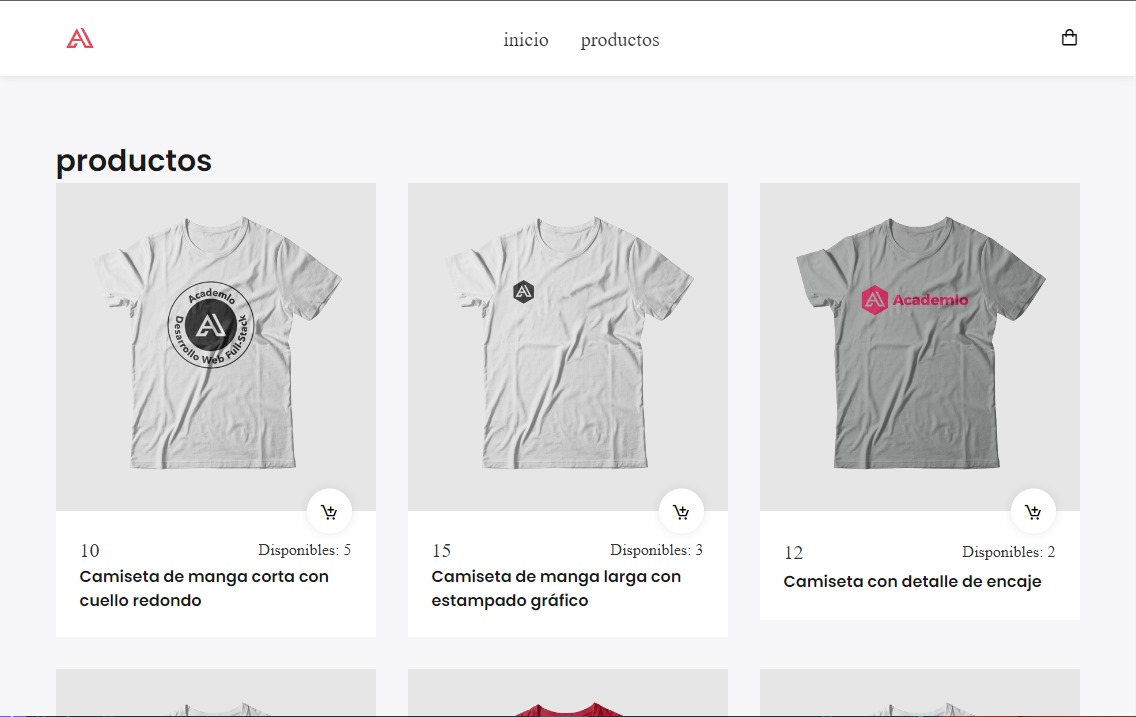 inicio productos
productos
Academlo
Desarrollo Web Full-Stack
Academlo
10 Disponibles: 5
Camiseta de manga corta con
cuello redondo
15 Disponibles: 3
Camiseta de manga larga con
estampado gráfico
12 Disponibles: 2
Camiseta con detalle de encaje